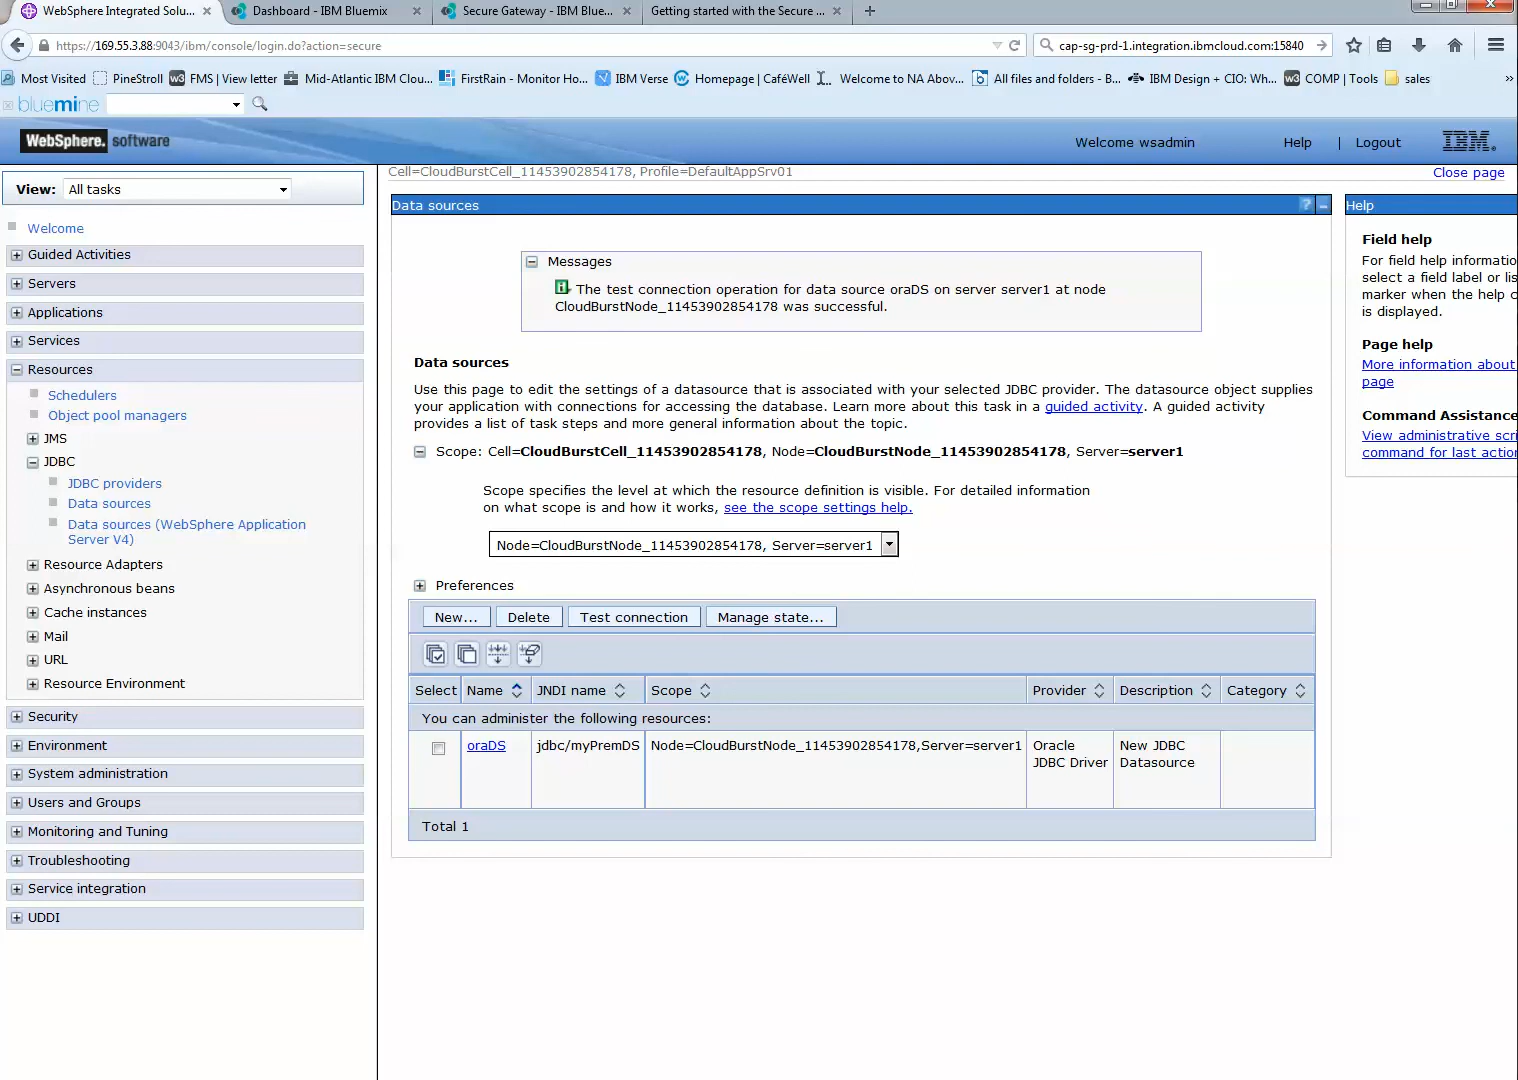 WebSphere Integrated Solu...
Dashboard - IBM Bluemix
Secure Gateway - IBM Blue...
Getting started with the Secure ...
https://169.55.3.88:9043/ibm/console/login.do?action=secure
cap-sg-prd-1.integration.ibmcloud.com:15840
Most Visited
PineStroll
w3 FMS | View letter
Mid-Atlantic IBM Clou...
FirstRain - Monitor Ho...
IBM Verse
Homepage | CaféWell
Welcome to NA Abov...
All files and folders - B...
IBM Design + CIO: Wh...
w3 COMP | Tools
sales
bluemine
WebSphere. software
Welcome wsadmin
Help | Logout
IBM.
View: All tasks
Welcome
Guided Activities
Servers
Applications
Services
Resources
Schedulers
Object pool managers
JMS
JDBC
JDBC providers
Data sources
Data sources (WebSphere Application
Server V4)
Resource Adapters
Asynchronous beans
Cache instances
Mail
URL
Resource Environment
Security
Environment
System administration
Users and Groups
Monitoring and Tuning
Troubleshooting
Service integration
UDDI
Cell=CloudBurstCell_11453902854178, Profile=DefaultAppSrv01
Close page
Data sources
?
Messages
The test connection operation for data source oraDS on server server1 at node
CloudBurstNode_11453902854178 was successful.
Data sources
Use this page to edit the settings of a datasource that is associated with your selected JDBC provider. The datasource object supplies
your application with connections for accessing the database. Learn more about this task in a guided activity. A guided activity
provides a list of task steps and more general information about the topic.
Scope: Cell=CloudBurstCell_11453902854178, Node=CloudBurstNode_11453902854178, Server=server1
Scope specifies the level at which the resource definition is visible. For detailed information
on what scope is and how it works, see the scope settings help.
Node=CloudBurstNode_11453902854178, Server=server1
Preferences
New... Delete Test connection Manage state...
Select Name JNDI name Scope Provider Description Category
You can administer the following resources:
oraDS jdbc/myPremDS Node=CloudBurstNode_11453902854178,Server=server1 Oracle New JDBC
JDBC Driver Datasource
Total 1
Help
Field help
For field help informatio
select a field label or lis
marker when the help c
is displayed.
Page help
More information about
page
Command Assistance
View administrative scri
command for last action